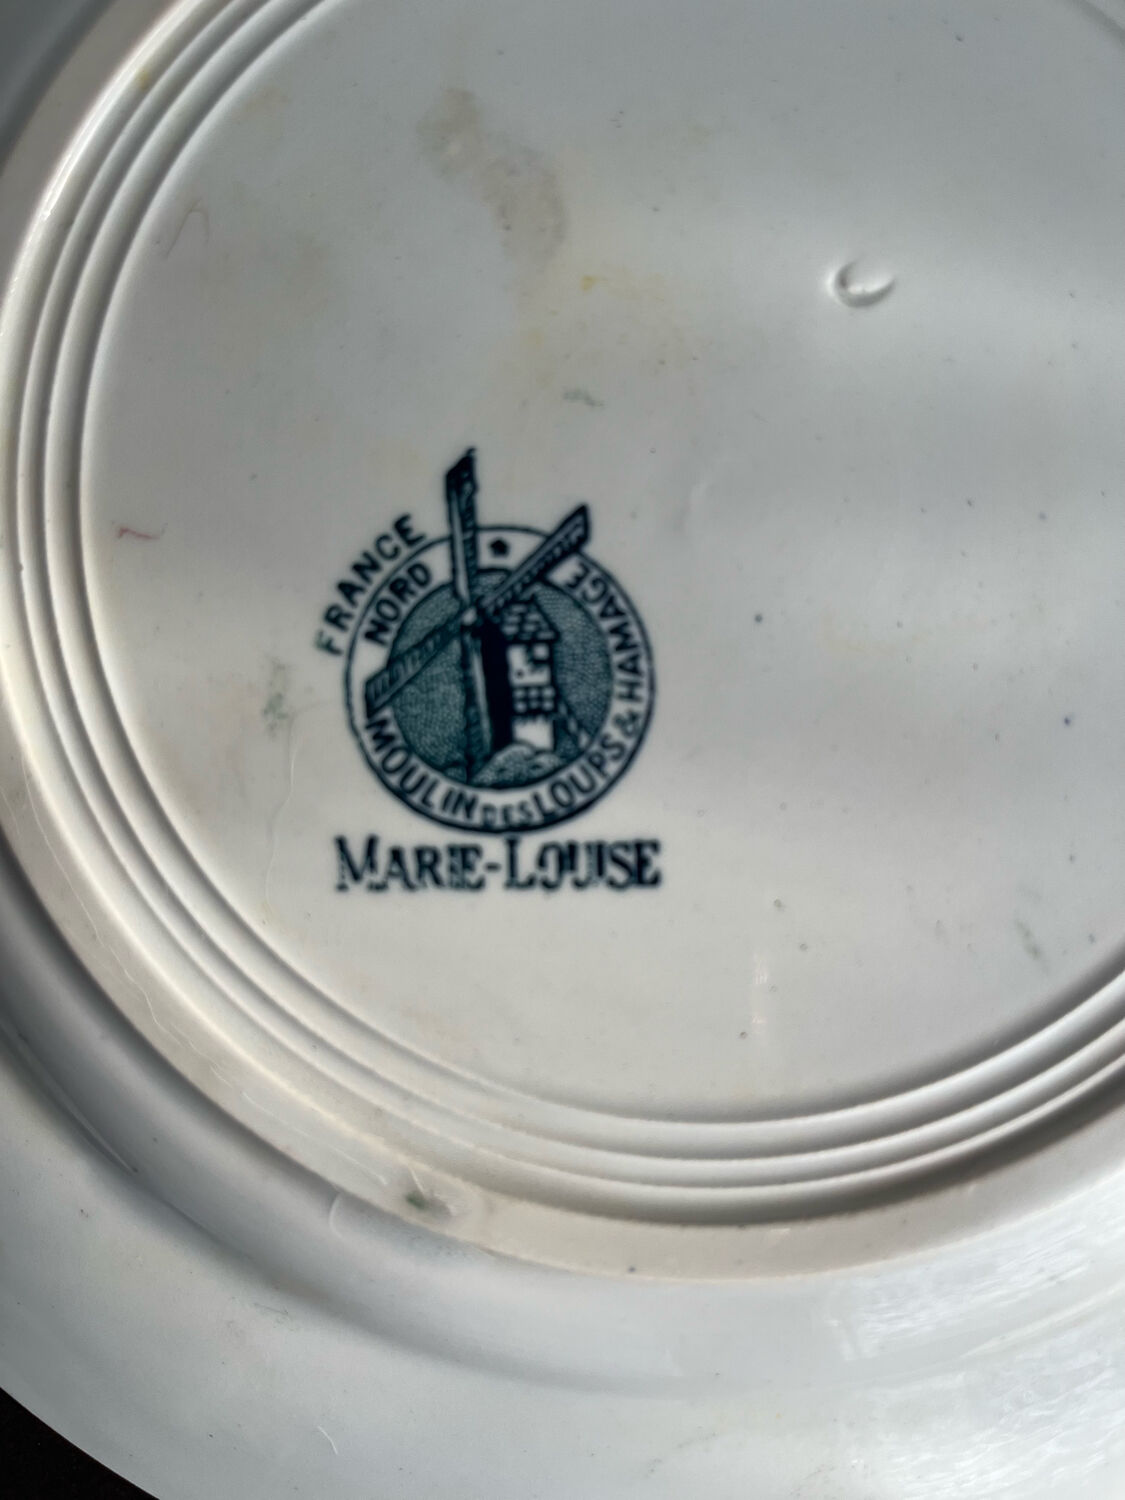 FRANCE
NORD
MOULIN DES LOUPS & HAMAGE
MARIE-LOUISE